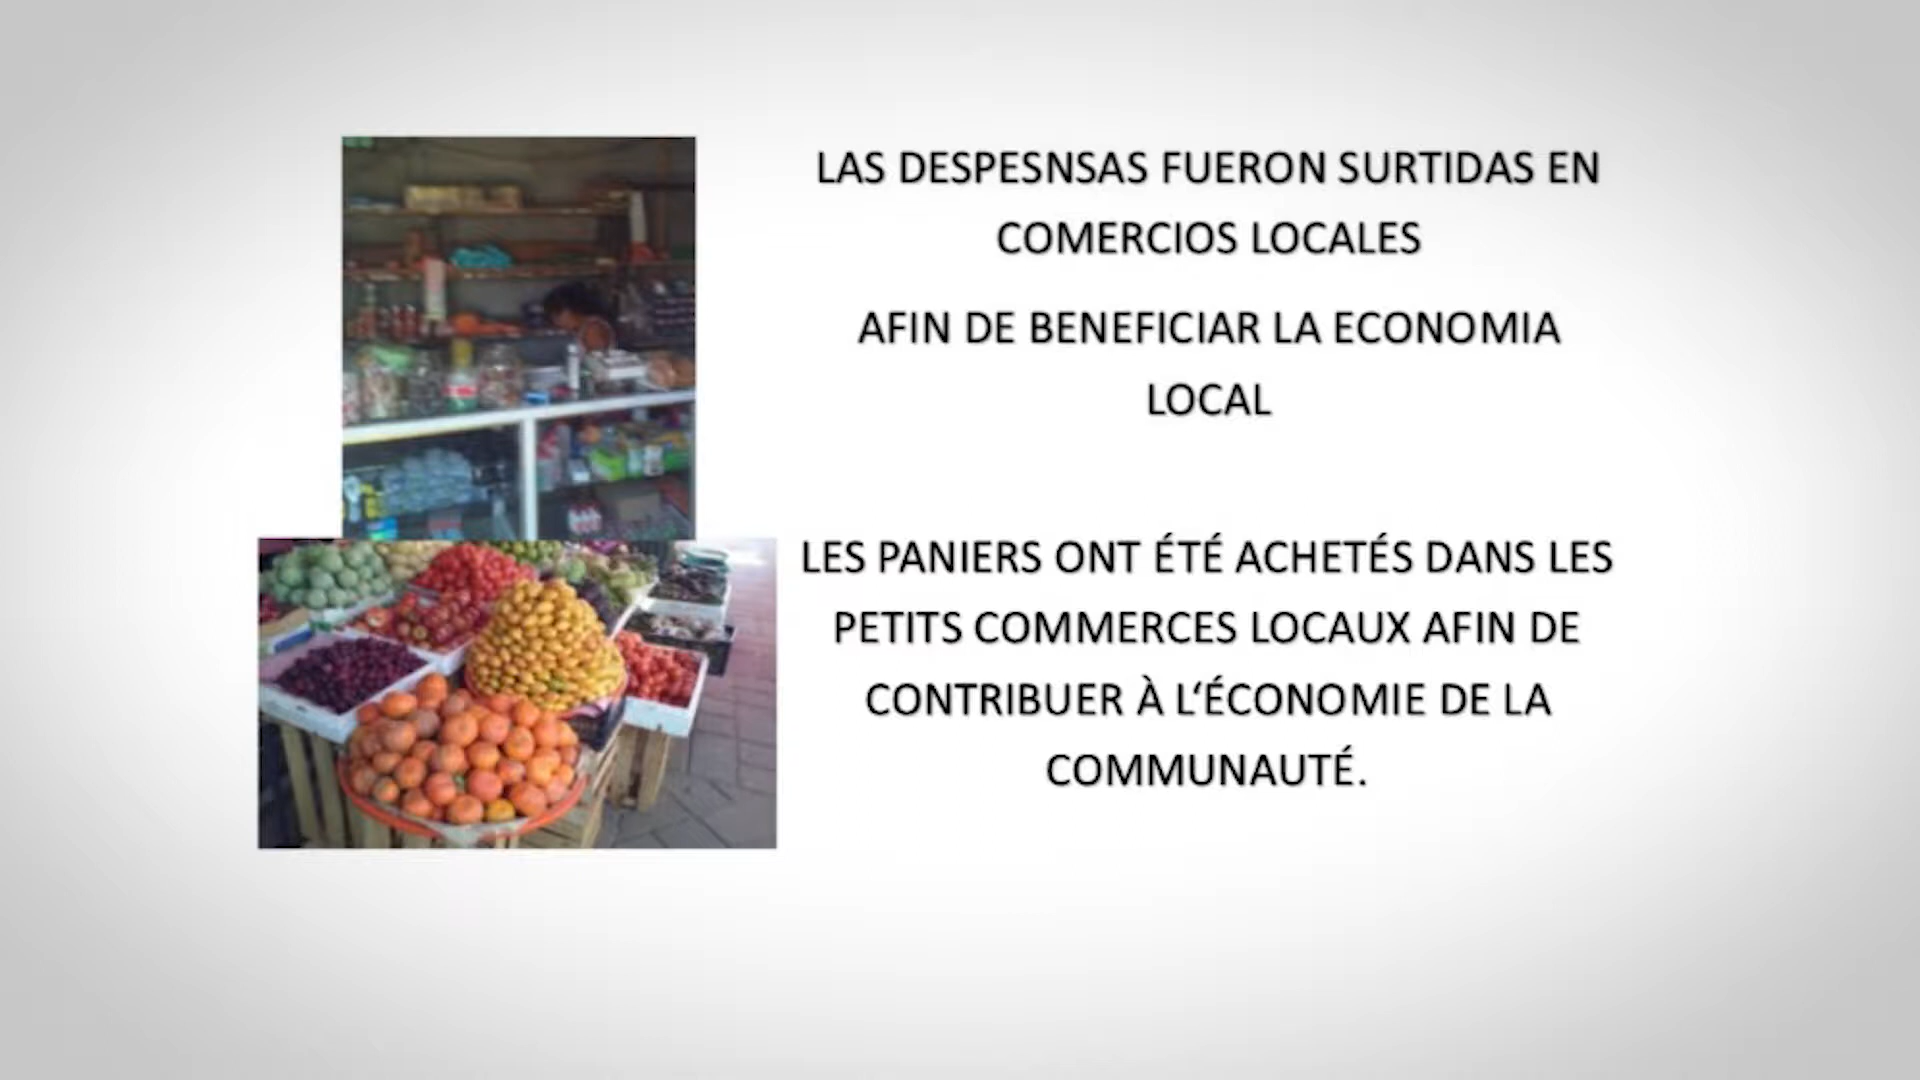 LAS DESPESNSAS FUERON SURTIDAS EN
COMERCIOS LOCALES
AFIN DE BENEFICIAR LA ECONOMIA
LOCAL
LES PANIERS ONT ÉTÉ ACHETÉS DANS LES
PETITS COMMERCES LOCAUX AFIN DE
CONTRIBUER À L‘ÉCONOMIE DE LA
COMMUNAUTÉ.